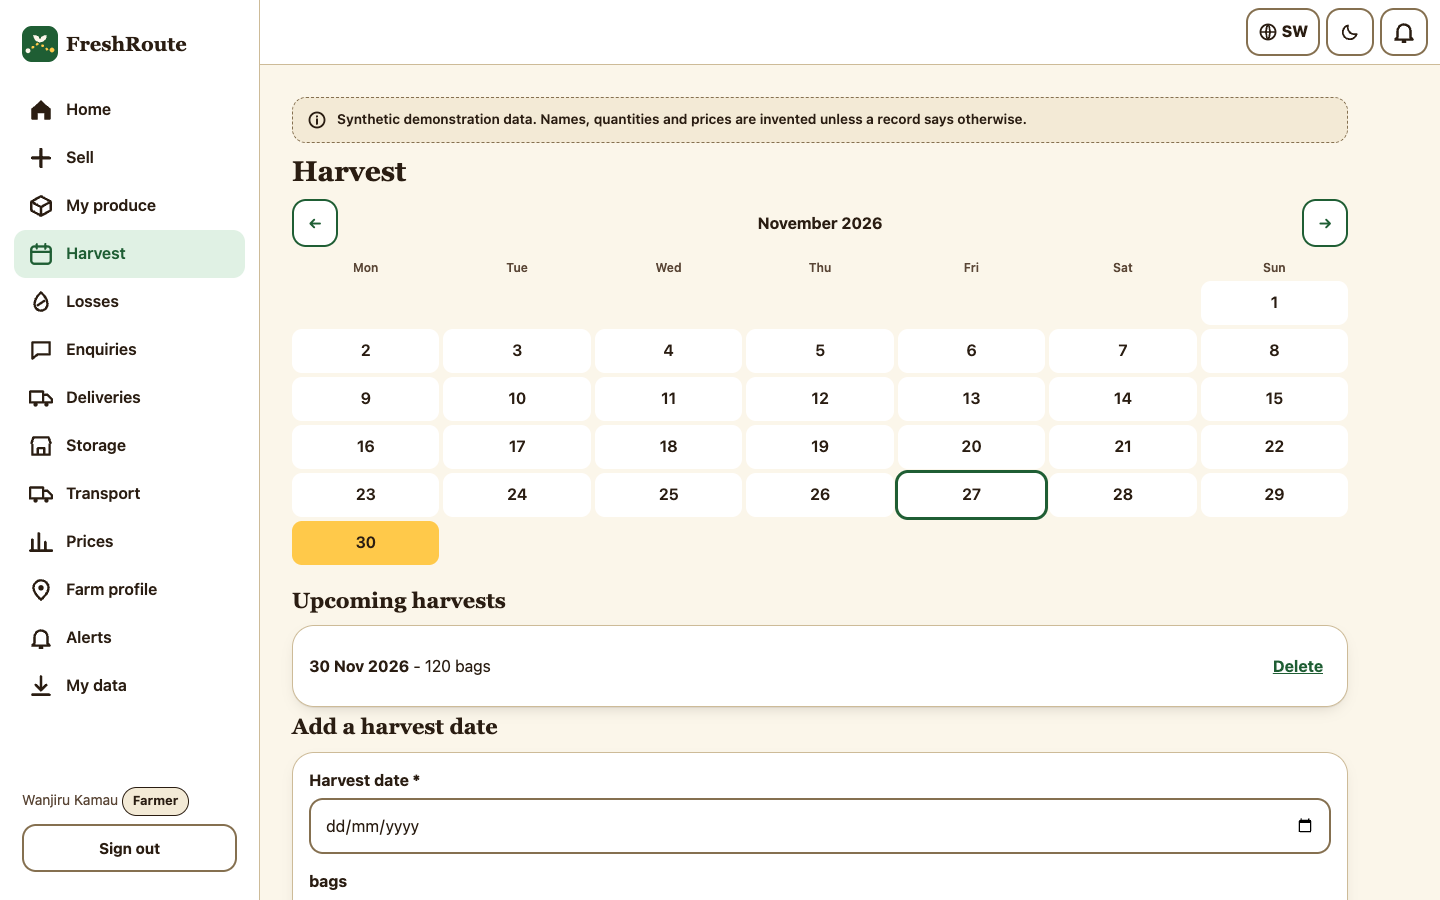 FreshRoute
SW
Home
Sell
My produce
Harvest
Losses
Enquiries
Deliveries
Storage
Transport
Prices
Farm profile
Alerts
My data
Wanjiru Kamau Farmer
Sign out
Synthetic demonstration data. Names, quantities and prices are invented unless a record says otherwise.
Harvest
November 2026
Mon Tue Wed Thu Fri Sat Sun
1
2 3 4 5 6 7 8
9 10 11 12 13 14 15
16 17 18 19 20 21 22
23 24 25 26 27 28 29
30
Upcoming harvests
30 Nov 2026 - 120 bags Delete
Add a harvest date
Harvest date *
dd/mm/yyyy
bags